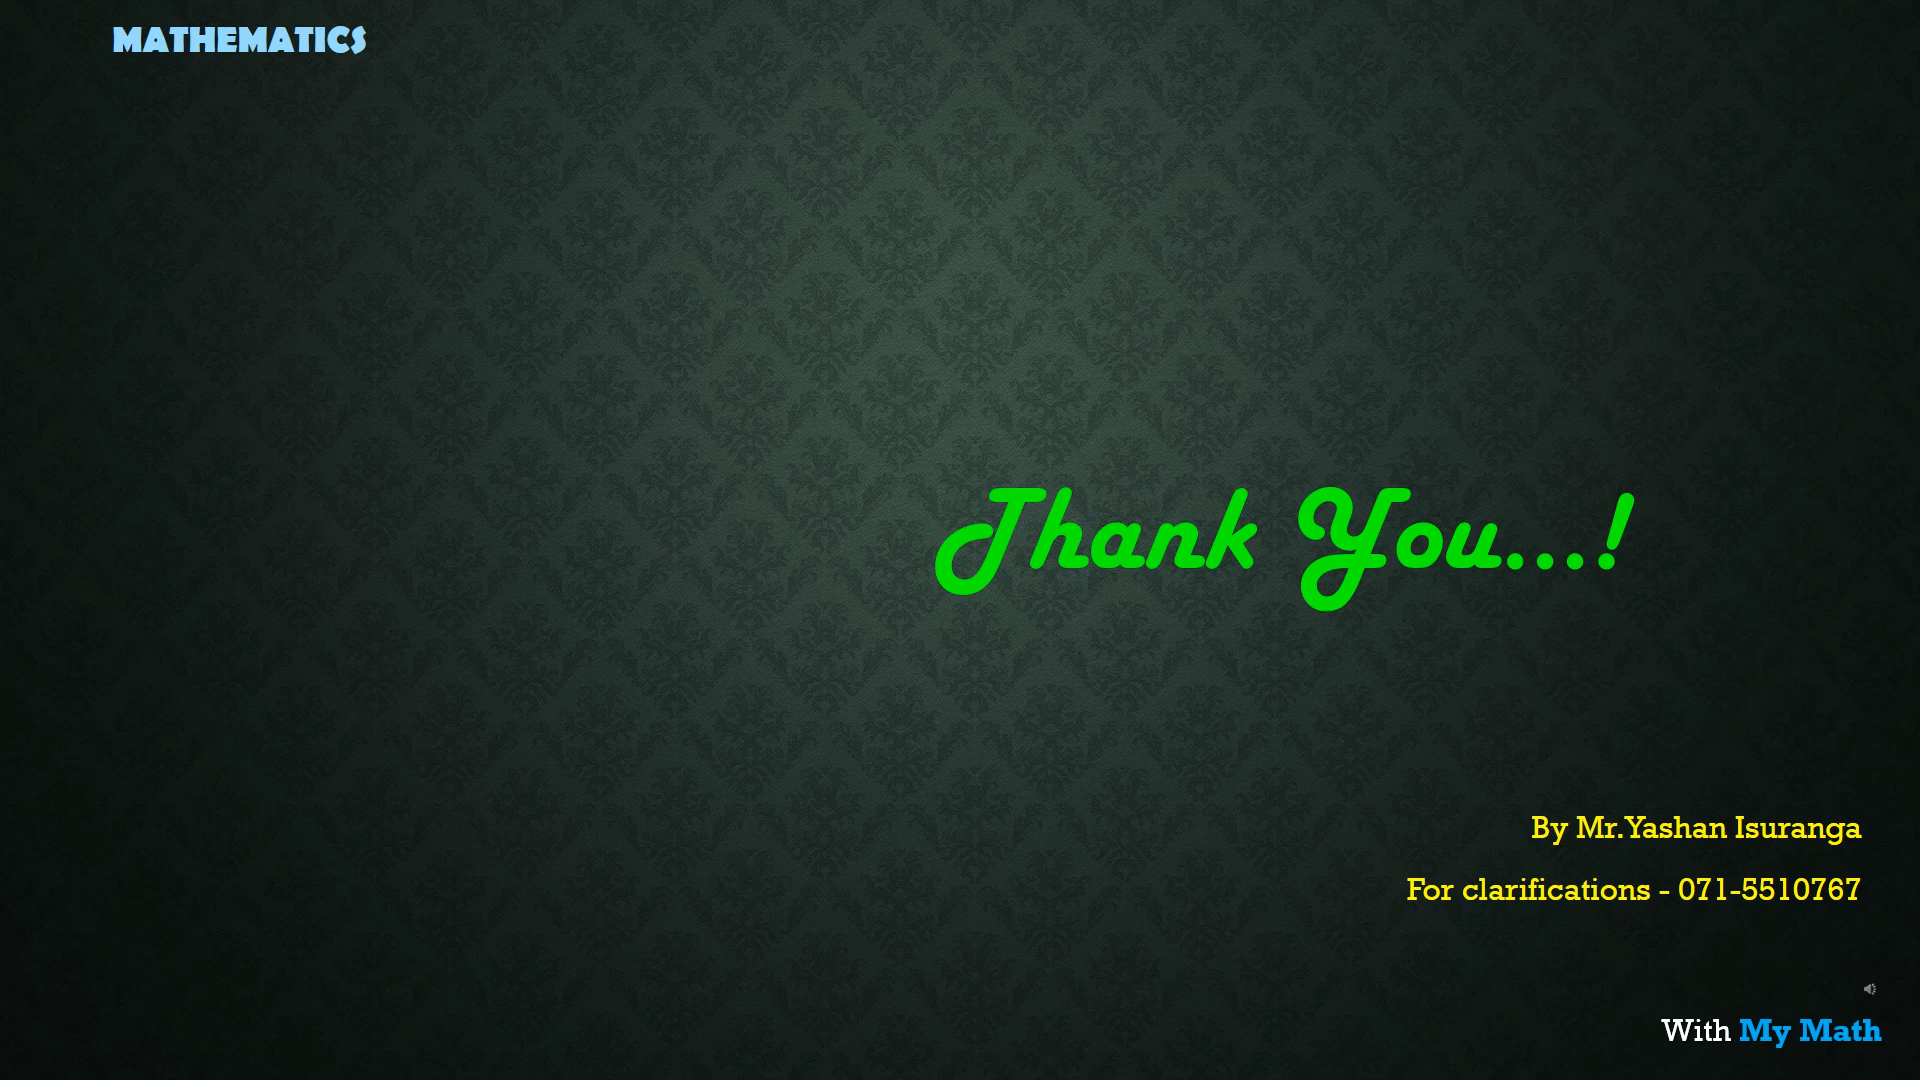 MATHEMATICS
Thank You...!
By Mr.Yashan Isuranga
For clarifications - 071-5510767
With My Math